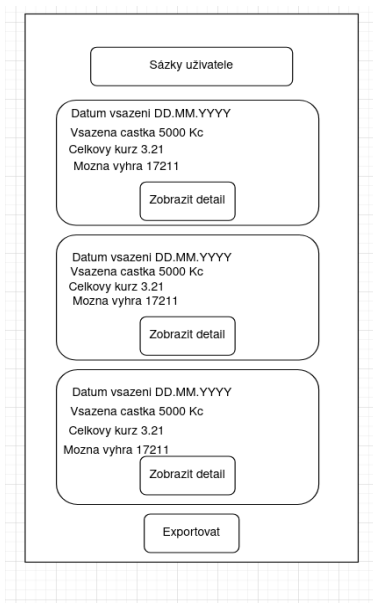 Sázky uživatele
Datum vsazeni DD.MM.YYYY
Vsazena castka 5000 Kc
Celkovy kurz 3.21
Mozna vyhra 17211
Zobrazit detail
Datum vsazeni DD.MM.YYYY
Vsazena castka 5000 Kc
Celkovy kurz 3.21
Mozna vyhra 17211
Zobrazit detail
Datum vsazeni DD.MM.YYYY
Vsazena castka 5000 Kc
Celkovy kurz 3.21
Mozna vyhra 17211
Zobrazit detail
Exportovat